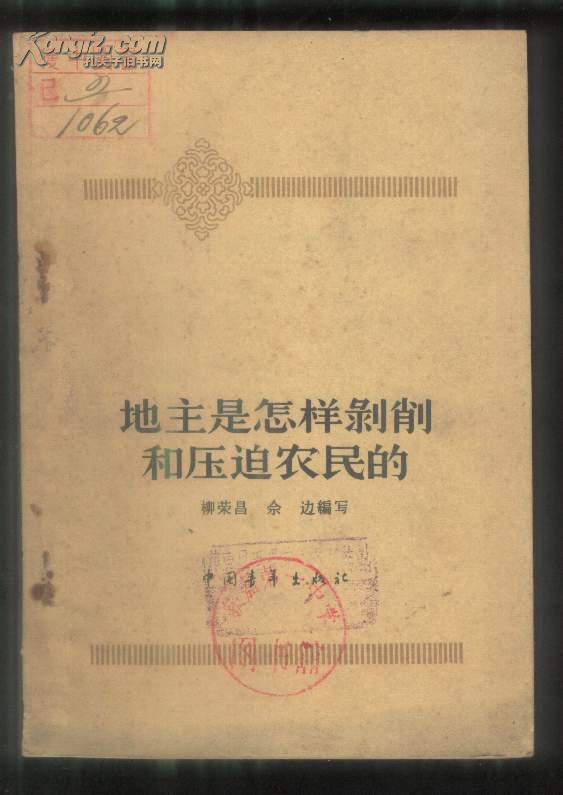 Kongfz.com
孔夫子旧书网
己
1062
地主是怎样剥削
和压迫农民的
柳荣昌 佘 边编写
中国青年出版社